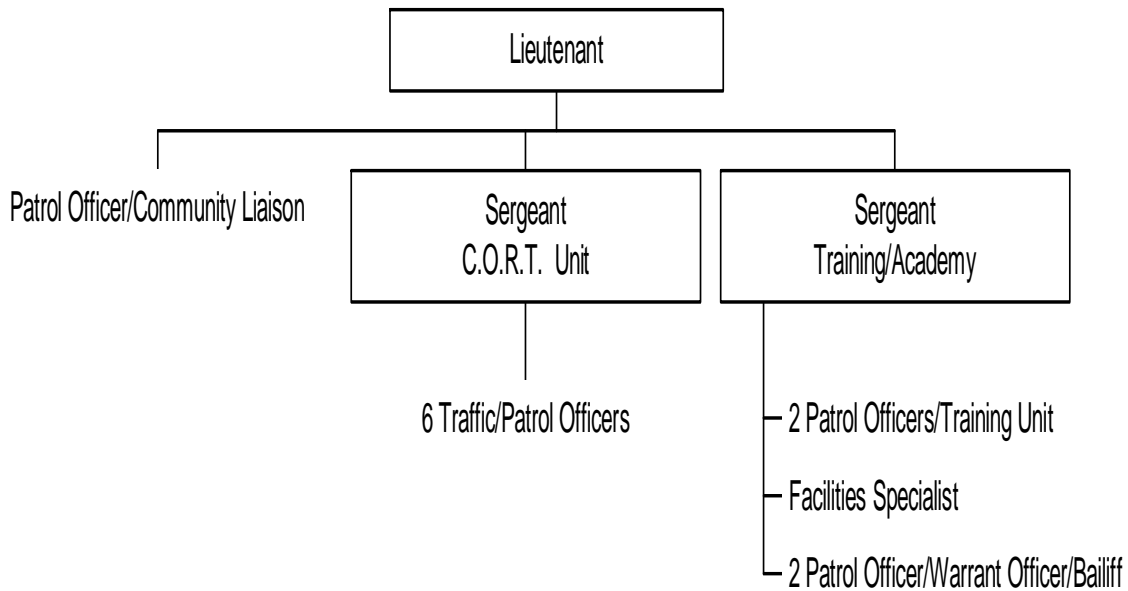 Lieutenant
Patrol Officer/Community Liaison
Sergeant
C.O.R.T. Unit
Sergeant
Training/Academy
6 Traffic/Patrol Officers
2 Patrol Officers/Training Unit
Facilities Specialist
2 Patrol Officer/Warrant Officer/Bailiff